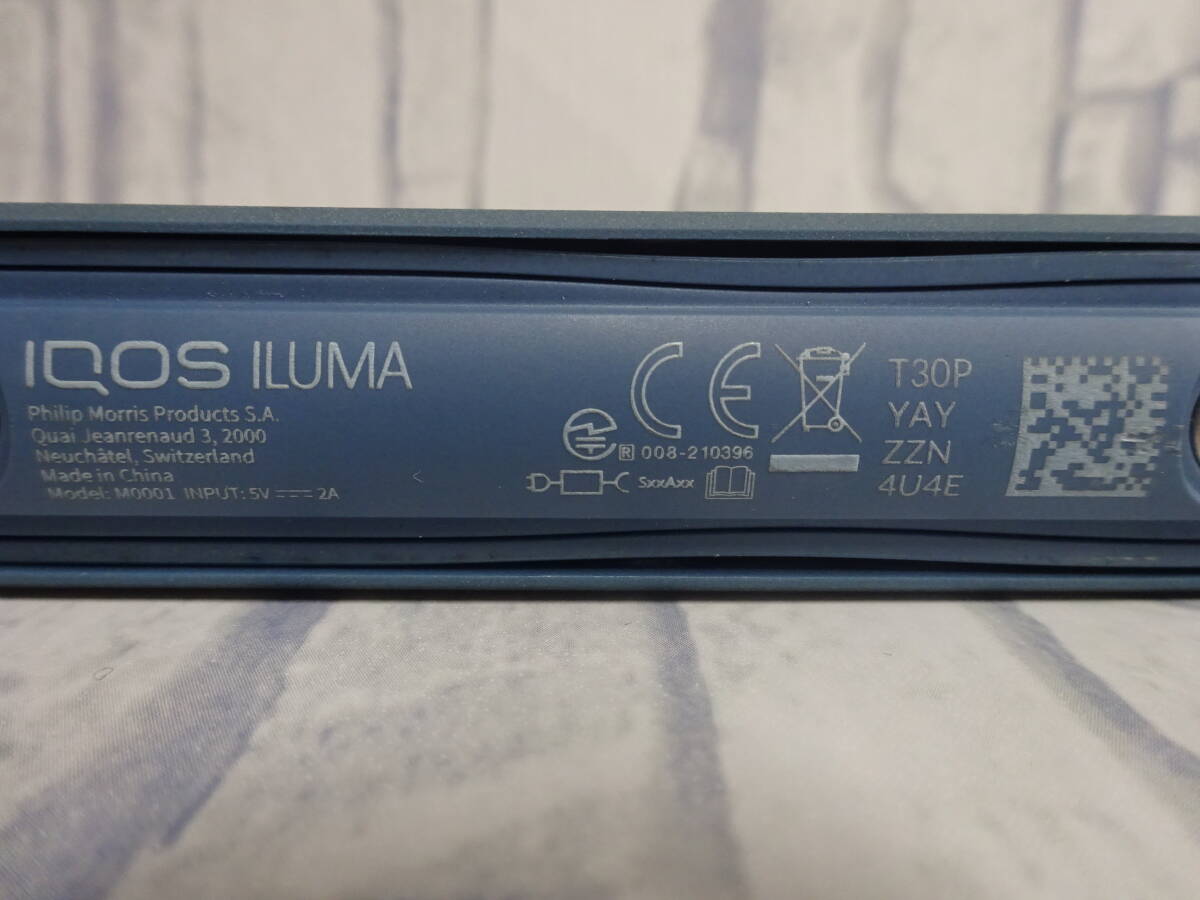 IQOS ILUMA
Philip Morris Products S.A.
Quai Jeanrenaud 3, 2000
Neuchâtel, Switzerland
Made in China
Model: M0001 INPUT: 5V ⎓ 2A
CE
R 008-210396
SxxAxx
T30P
YAY
ZZN
4U4E